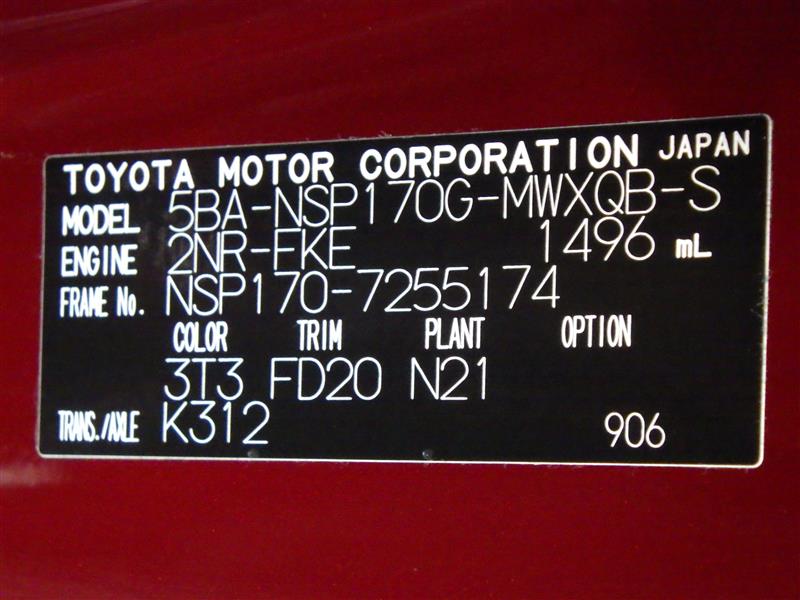 TOYOTA MOTOR CORPORATION JAPAN
MODEL 5BA-NSP170G-MWXQB-S
ENGINE 2NR-FKE 1496 mL
FRAME No. NSP170-7255174
COLOR TRIM PLANT OPTION
3T3 FD20 N21
TRANS./AXLE K312 906